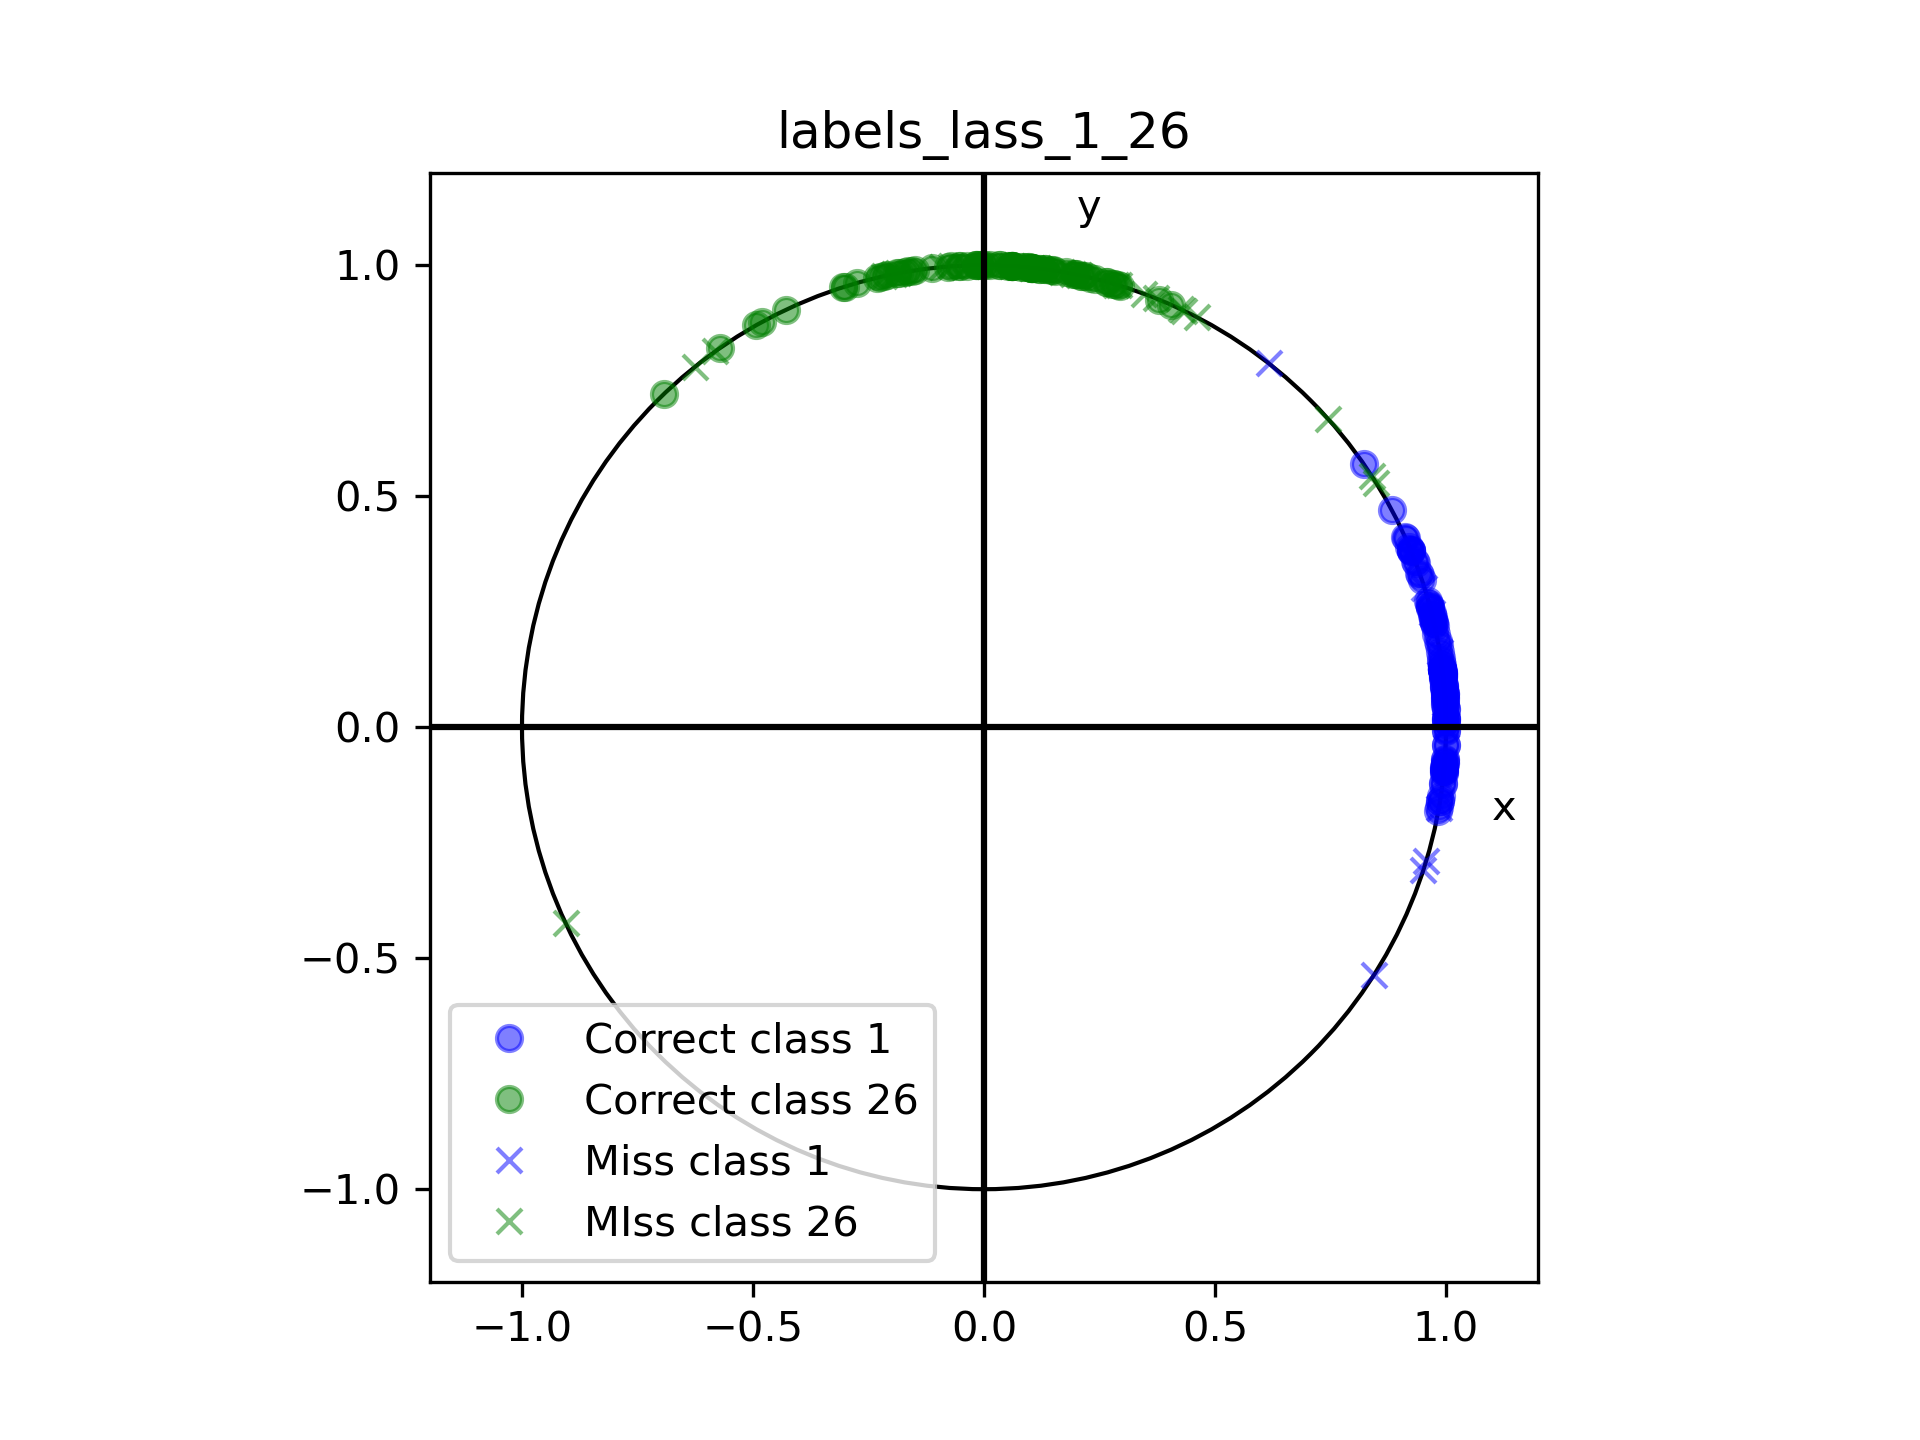 labels_lass_1_26
y
1.0
0.5
0.0
x
−0.5
−1.0
Correct class 1
Correct class 26
Miss class 1
MIss class 26
−1.0 −0.5 0.0 0.5 1.0